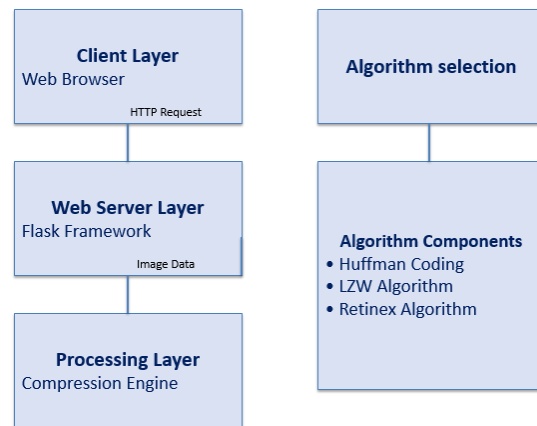 Client Layer
Web Browser
HTTP Request
Web Server Layer
Flask Framework
Image Data
Processing Layer
Compression Engine
Algorithm selection
Algorithm Components
• Huffman Coding
• LZW Algorithm
• Retinex Algorithm